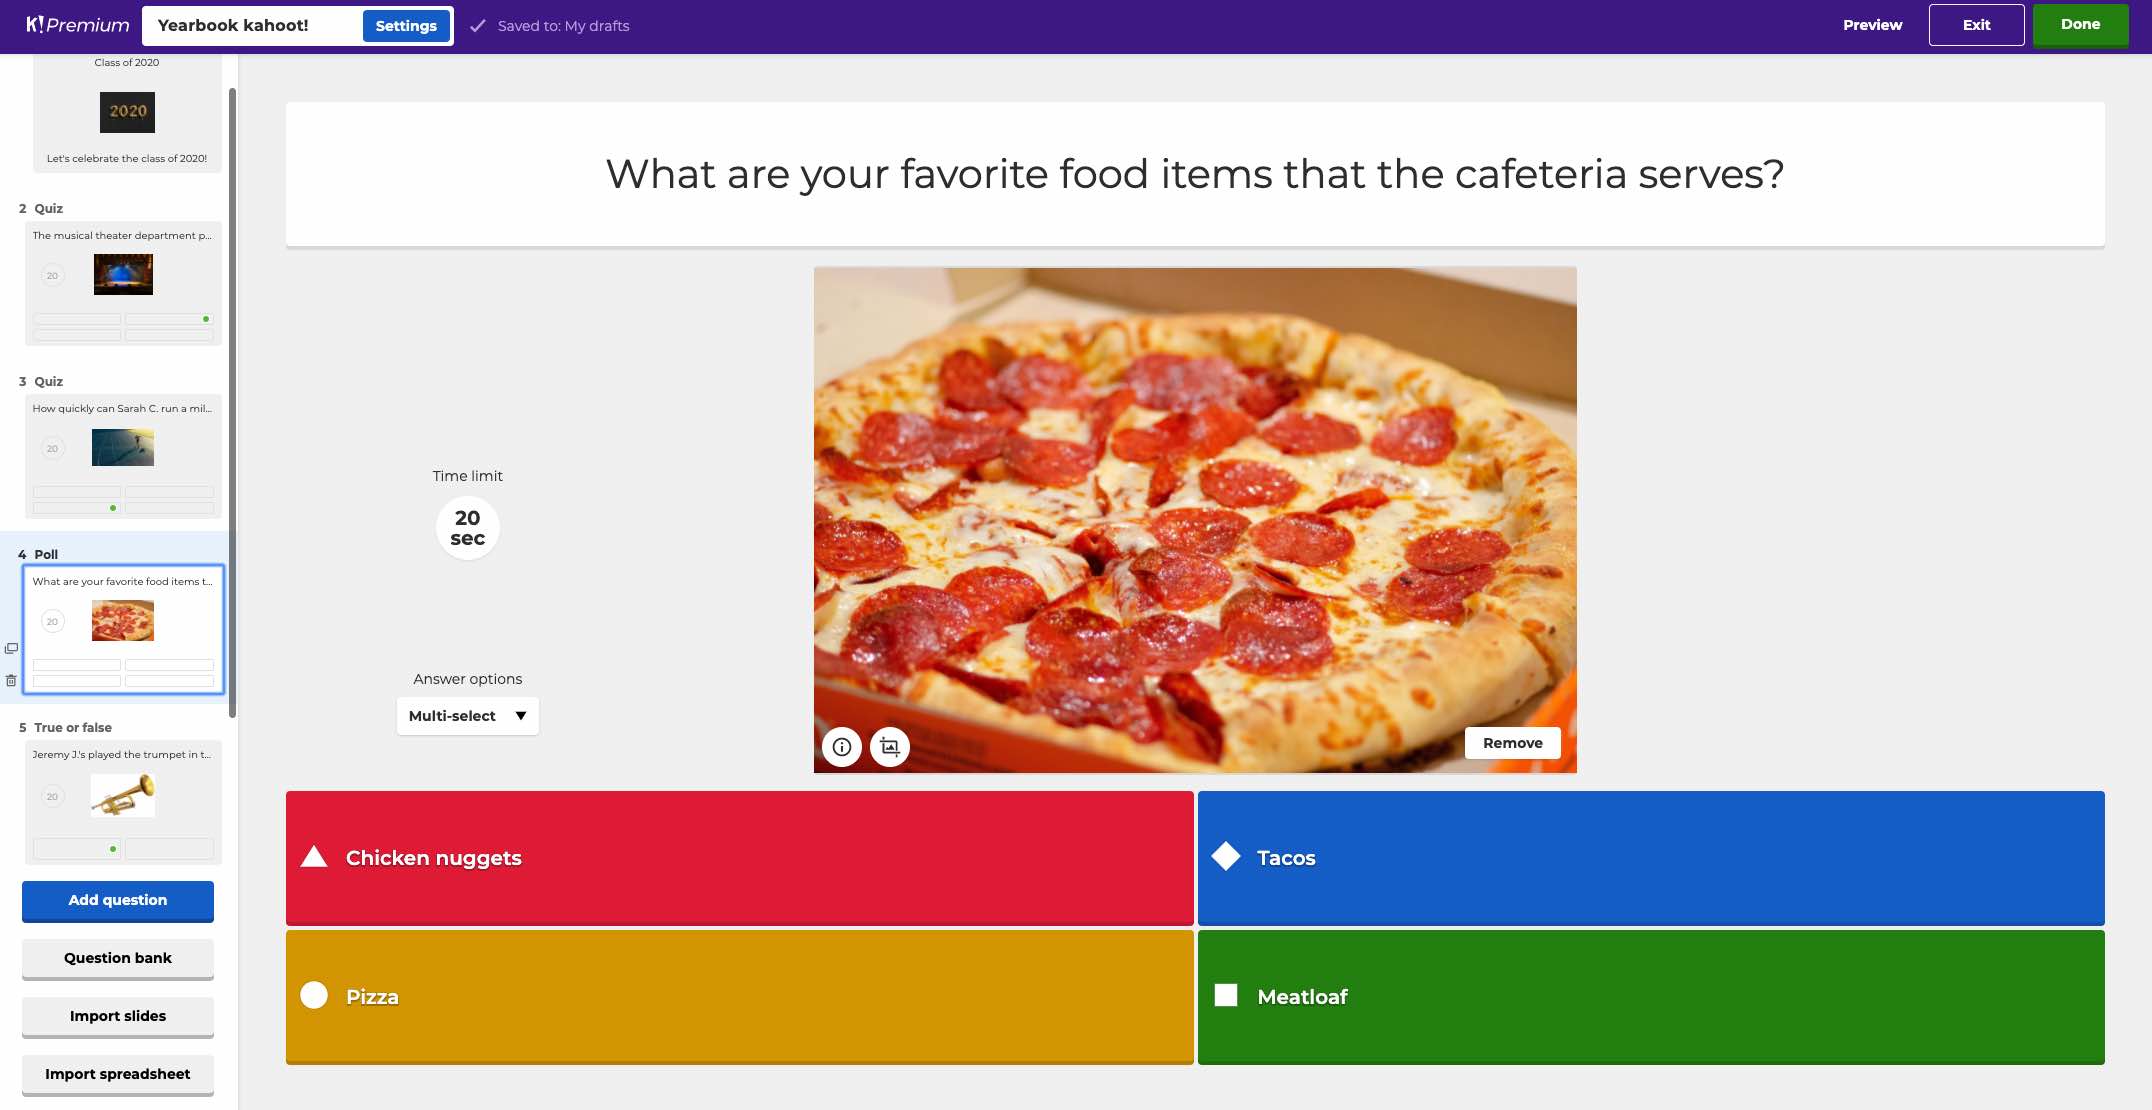 K! Premium
Yearbook kahoot!
Settings
Saved to: My drafts
Preview
Exit
Done
Class of 2020
2020
Let's celebrate the class of 2020!
2 Quiz
The musical theater department p...
20
3 Quiz
How quickly can Sarah C. run a mil...
20
4 Poll
What are your favorite food items t...
20
5 True or false
Jeremy J.'s played the trumpet in t...
20
Add question
Question bank
Import slides
Import spreadsheet
What are your favorite food items that the cafeteria serves?
Time limit
20
sec
Answer options
Multi-select
Remove
Chicken nuggets
Tacos
Pizza
Meatloaf